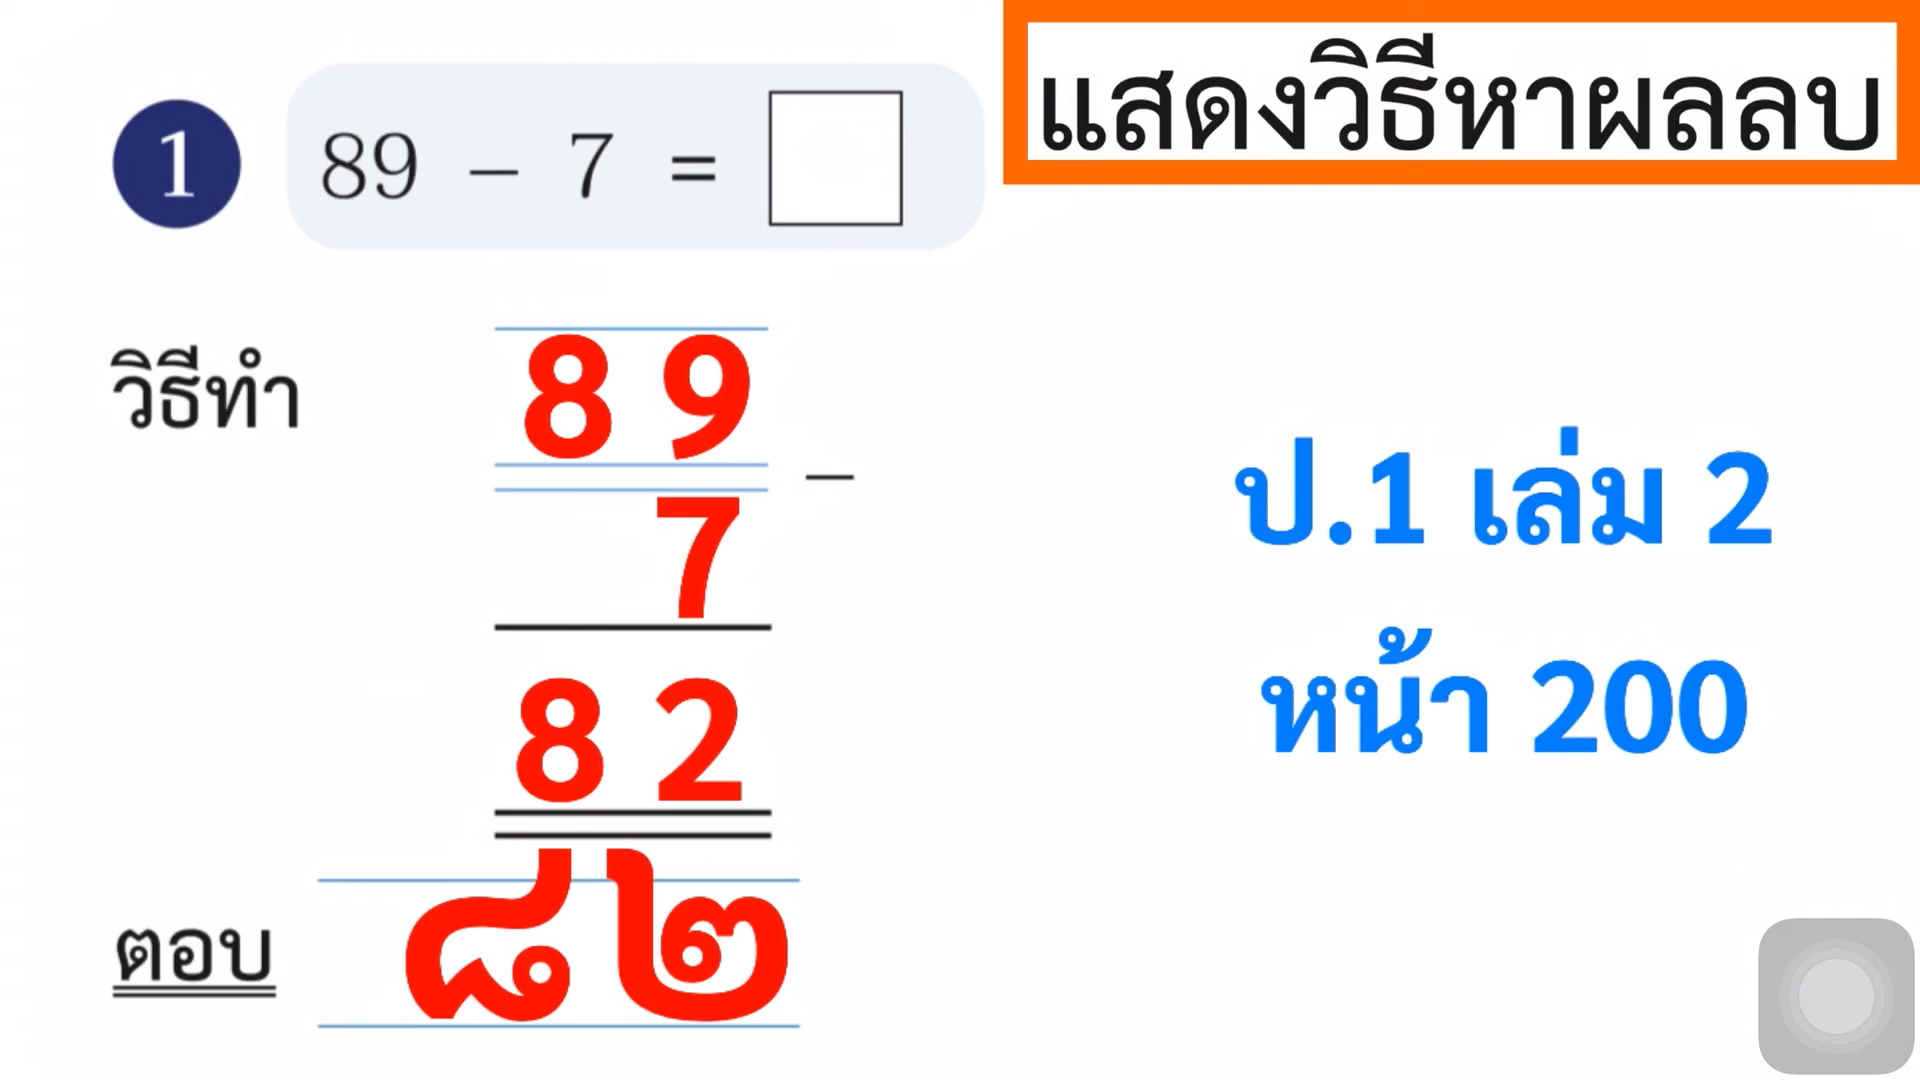 แสดงวิธีหาผลลบ
1 89 – 7 =
วิธีทำ 8 9
–
7
8 2
ตอบ ๘๒
ป.1 เล่ม 2
หน้า 200